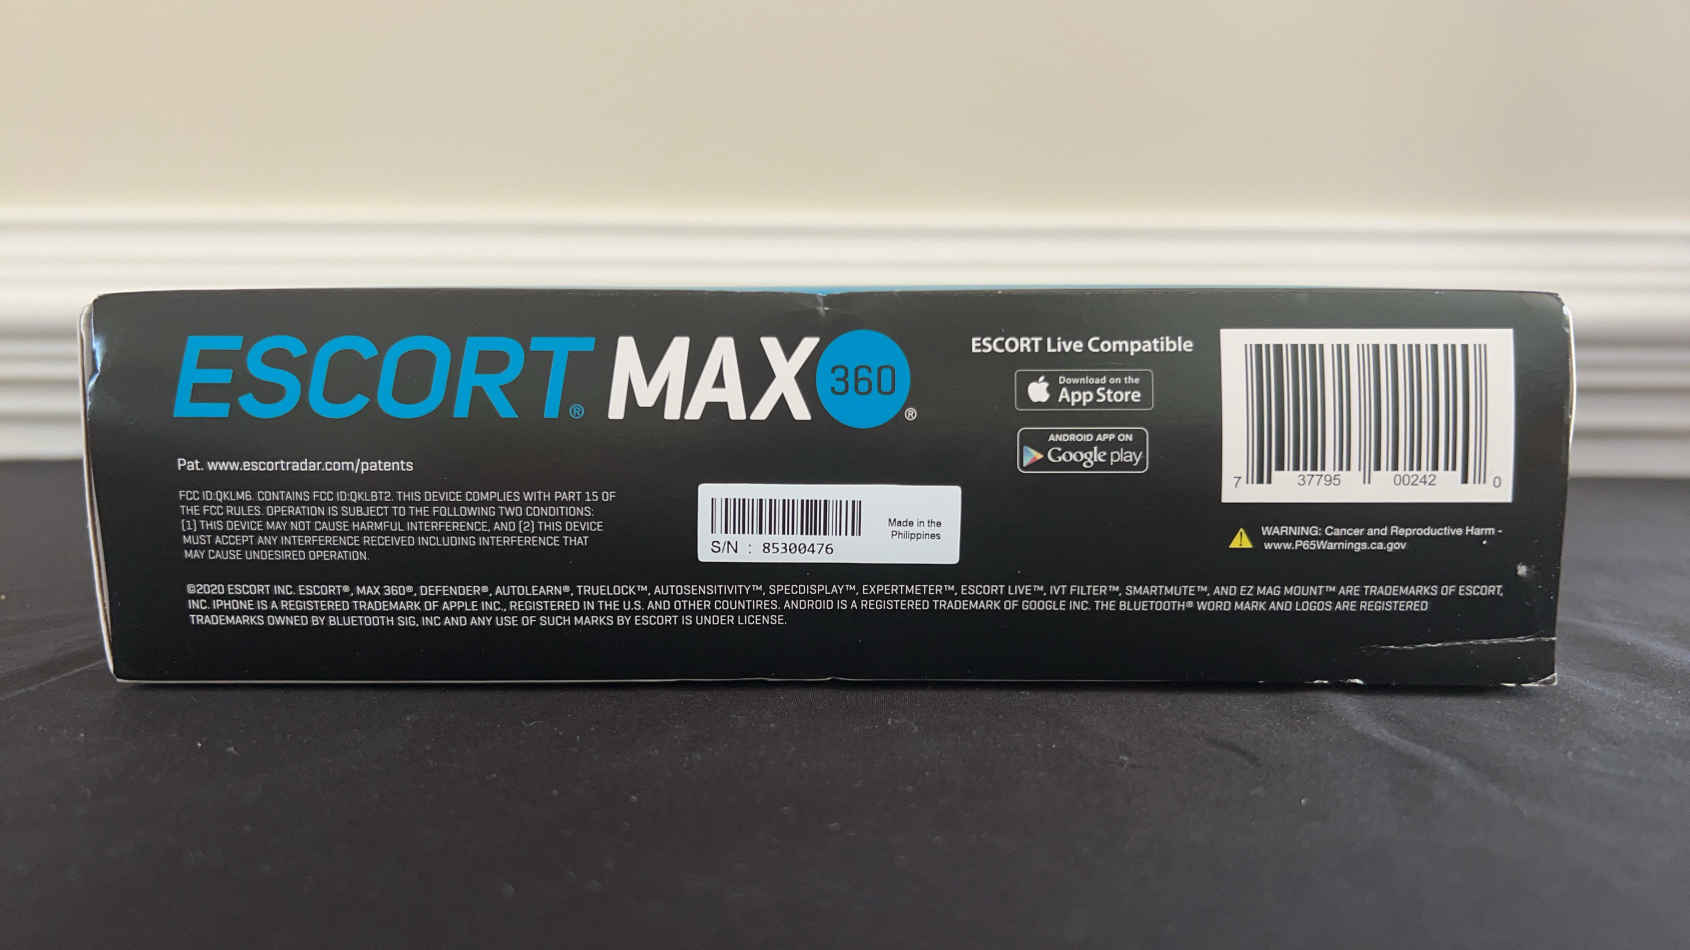 ESCORT® MAX 360®
Pat. www.escortradar.com/patents
FCC ID:QKLM6. CONTAINS FCC ID:QKLBT2. THIS DEVICE COMPLIES WITH PART 15 OF
THE FCC RULES. OPERATION IS SUBJECT TO THE FOLLOWING TWO CONDITIONS:
(1) THIS DEVICE MAY NOT CAUSE HARMFUL INTERFERENCE, AND (2) THIS DEVICE
MUST ACCEPT ANY INTERFERENCE RECEIVED INCLUDING INTERFERENCE THAT
MAY CAUSE UNDESIRED OPERATION.
S/N : 85300476
Made in the
Philippines
ESCORT Live Compatible
Download on the
App Store
ANDROID APP ON
Google play
7 37795 00242 0
WARNING: Cancer and Reproductive Harm -
www.P65Warnings.ca.gov
©2020 ESCORT INC. ESCORT®, MAX 360®, DEFENDER®, AUTOLEARN®, TRUELOCK™, AUTOSENSITIVITY™, SPECDISPLAY™, EXPERTMETER™, ESCORT LIVE™, IVT FILTER™, SMARTMUTE™, AND EZ MAG MOUNT™ ARE TRADEMARKS OF ESCORT,
INC. IPHONE IS A REGISTERED TRADEMARK OF APPLE INC., REGISTERED IN THE U.S. AND OTHER COUNTIRES. ANDROID IS A REGISTERED TRADEMARK OF GOOGLE INC. THE BLUETOOTH® WORD MARK AND LOGOS ARE REGISTERED
TRADEMARKS OWNED BY BLUETOOTH SIG, INC AND ANY USE OF SUCH MARKS BY ESCORT IS UNDER LICENSE.